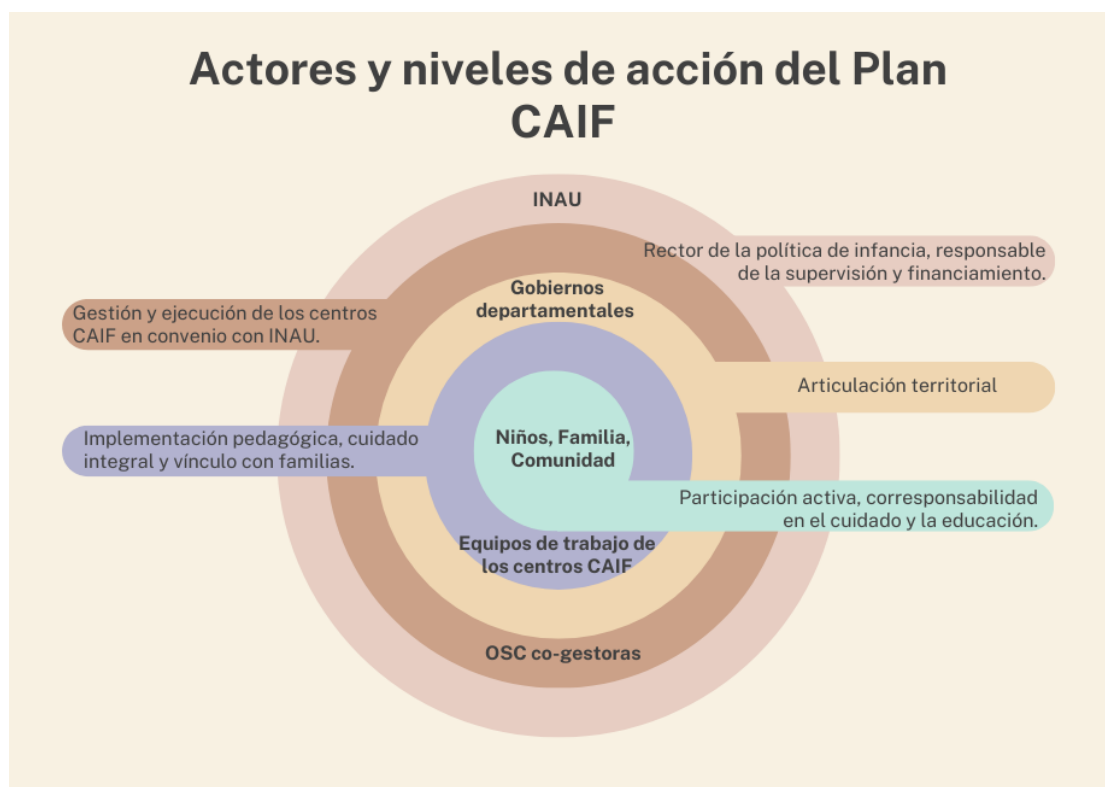 Actores y niveles de acción del Plan
CAIF
INAU
Rector de la política de infancia, responsable
de la supervisión y financiamiento.
Gobiernos
departamentales
Gestión y ejecución de los centros
CAIF en convenio con INAU.
Articulación territorial
Implementación pedagógica, cuidado
integral y vínculo con familias.
Niños, Familia,
Comunidad
Participación activa, corresponsabilidad
en el cuidado y la educación.
Equipos de trabajo de
los centros CAIF
OSC co-gestoras